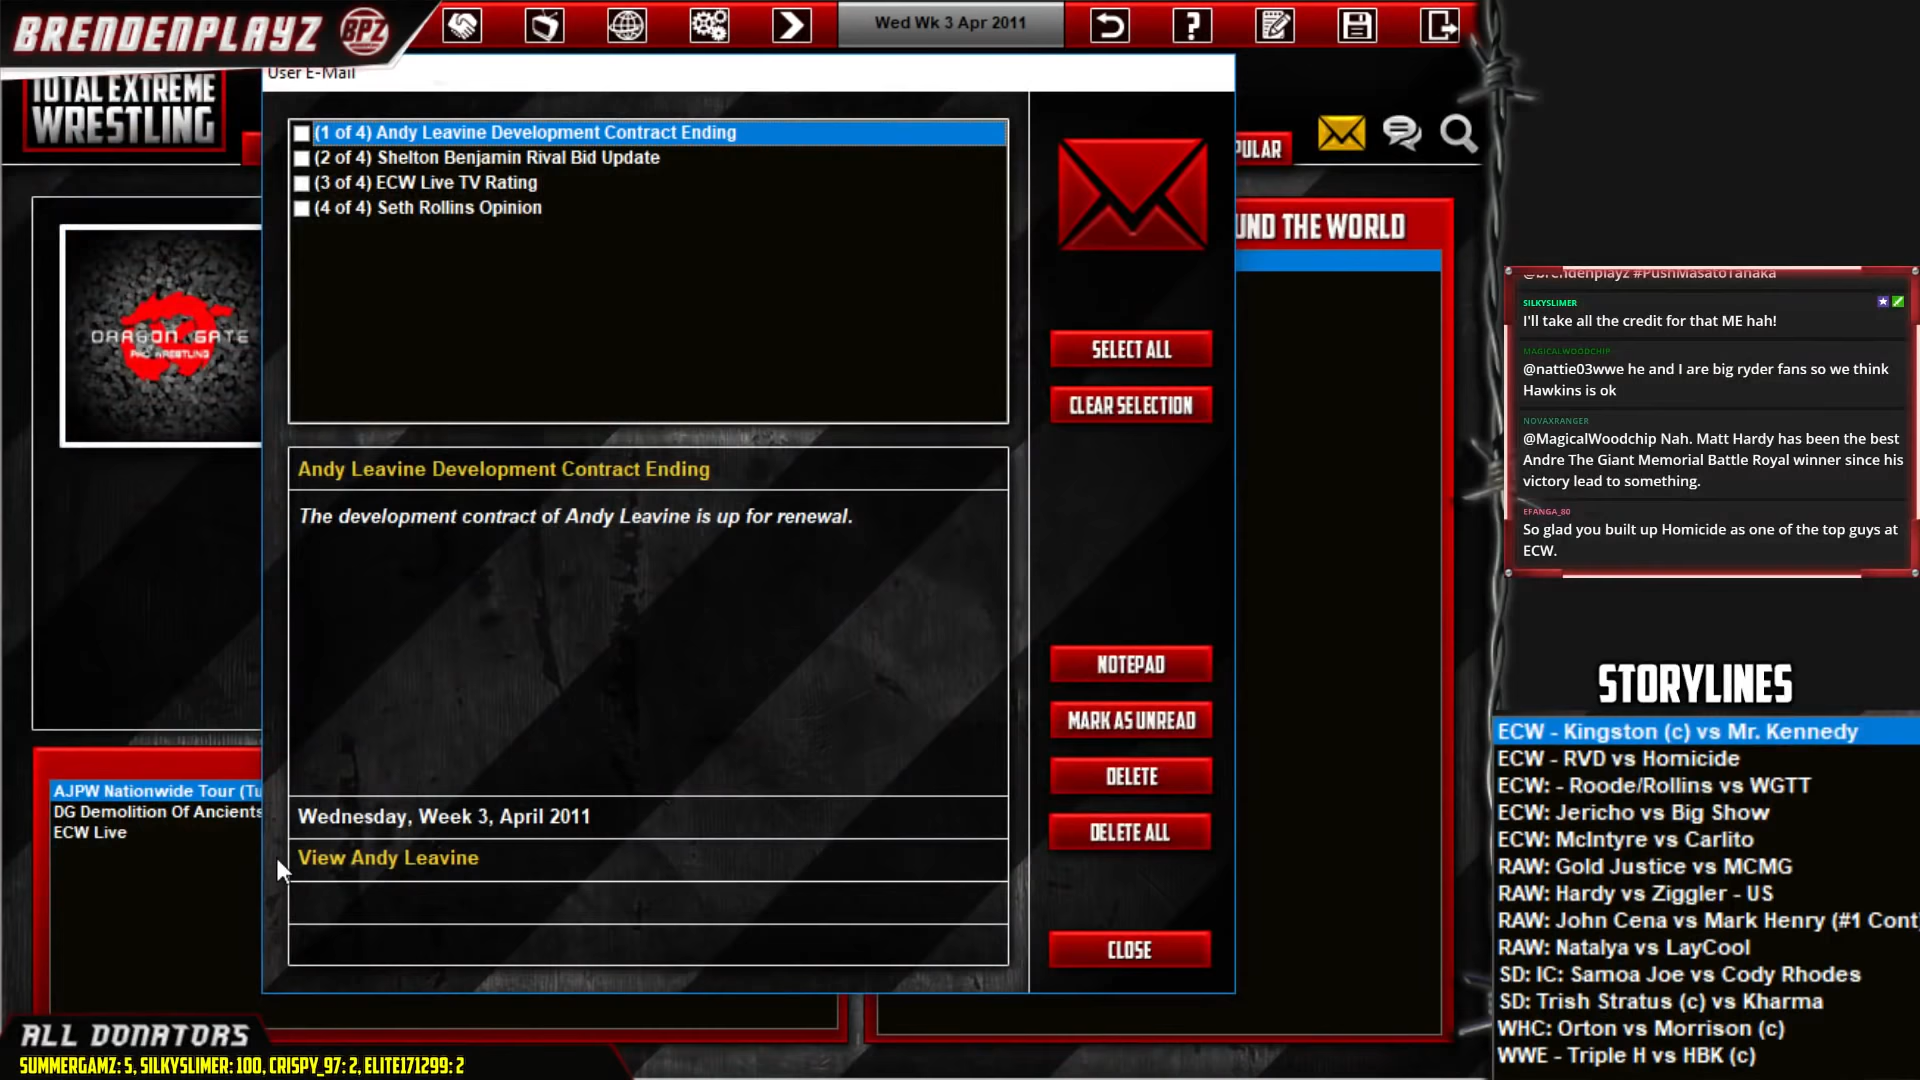 BRENDENPLAYZ
BPZ
Wed Wk 3 Apr 2011
?
User E-Mail
TOTAL EXTREME
WRESTLING
(1 of 4) Andy Leavine Development Contract Ending
(2 of 4) Shelton Benjamin Rival Bid Update
(3 of 4) ECW Live TV Rating
(4 of 4) Seth Rollins Opinion
PULAR
UND THE WORLD
SELECT ALL
CLEAR SELECTION
DRAGON GATE
PRO WRESTLING
Andy Leavine Development Contract Ending
The development contract of Andy Leavine is up for renewal.
NOTEPAD
MARK AS UNREAD
DELETE
DELETE ALL
CLOSE
Wednesday, Week 3, April 2011
View Andy Leavine
AJPW Nationwide Tour (Tu
DG Demolition Of Ancients
ECW Live
@brendenplayz #PushMasatoTanaka
SILKYSLIMER
I'll take all the credit for that ME hah!
MAGICALWOODCHIP
@nattie03wwe he and I are big ryder fans so we think
Hawkins is ok
NOVAXRANGER
@MagicalWoodchip Nah. Matt Hardy has been the best
Andre The Giant Memorial Battle Royal winner since his
victory lead to something.
EFANGA_80
So glad you built up Homicide as one of the top guys at
ECW.
STORYLINES
ECW - Kingston (c) vs Mr. Kennedy
ECW - RVD vs Homicide
ECW: - Roode/Rollins vs WGTT
ECW: Jericho vs Big Show
ECW: McIntyre vs Carlito
RAW: Gold Justice vs MCMG
RAW: Hardy vs Ziggler - US
RAW: John Cena vs Mark Henry (#1 Cont
RAW: Natalya vs LayCool
SD: IC: Samoa Joe vs Cody Rhodes
SD: Trish Stratus (c) vs Kharma
WHC: Orton vs Morrison (c)
WWE - Triple H vs HBK (c)
ALL DONATORS
SUMMERGAMZ: 5, SILKYSLIMER: 100, CRISPY_97: 2, ELITE171299: 2